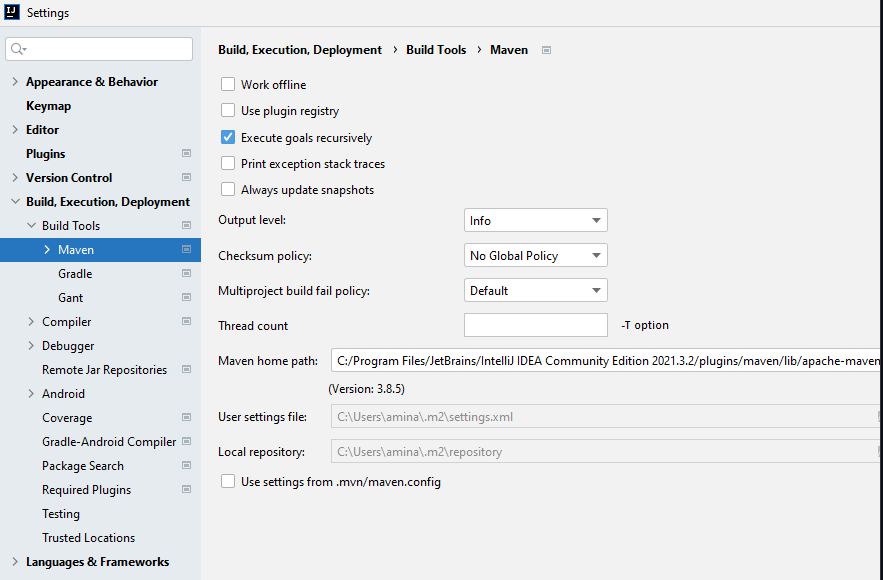 IJ Settings
Build, Execution, Deployment › Build Tools › Maven
Appearance & Behavior
Keymap
Editor
Plugins
Version Control
Build, Execution, Deployment
Build Tools
Maven
Gradle
Gant
Compiler
Debugger
Remote Jar Repositories
Android
Coverage
Gradle-Android Compiler
Package Search
Required Plugins
Testing
Trusted Locations
Languages & Frameworks
Work offline
Use plugin registry
Execute goals recursively
Print exception stack traces
Always update snapshots
Output level: Info
Checksum policy: No Global Policy
Multiproject build fail policy: Default
Thread count -T option
Maven home path: C:/Program Files/JetBrains/IntelliJ IDEA Community Edition 2021.3.2/plugins/maven/lib/apache-maven
(Version: 3.8.5)
User settings file: C:\Users\amina\.m2\settings.xml
Local repository: C:\Users\amina\.m2\repository
Use settings from .mvn/maven.config